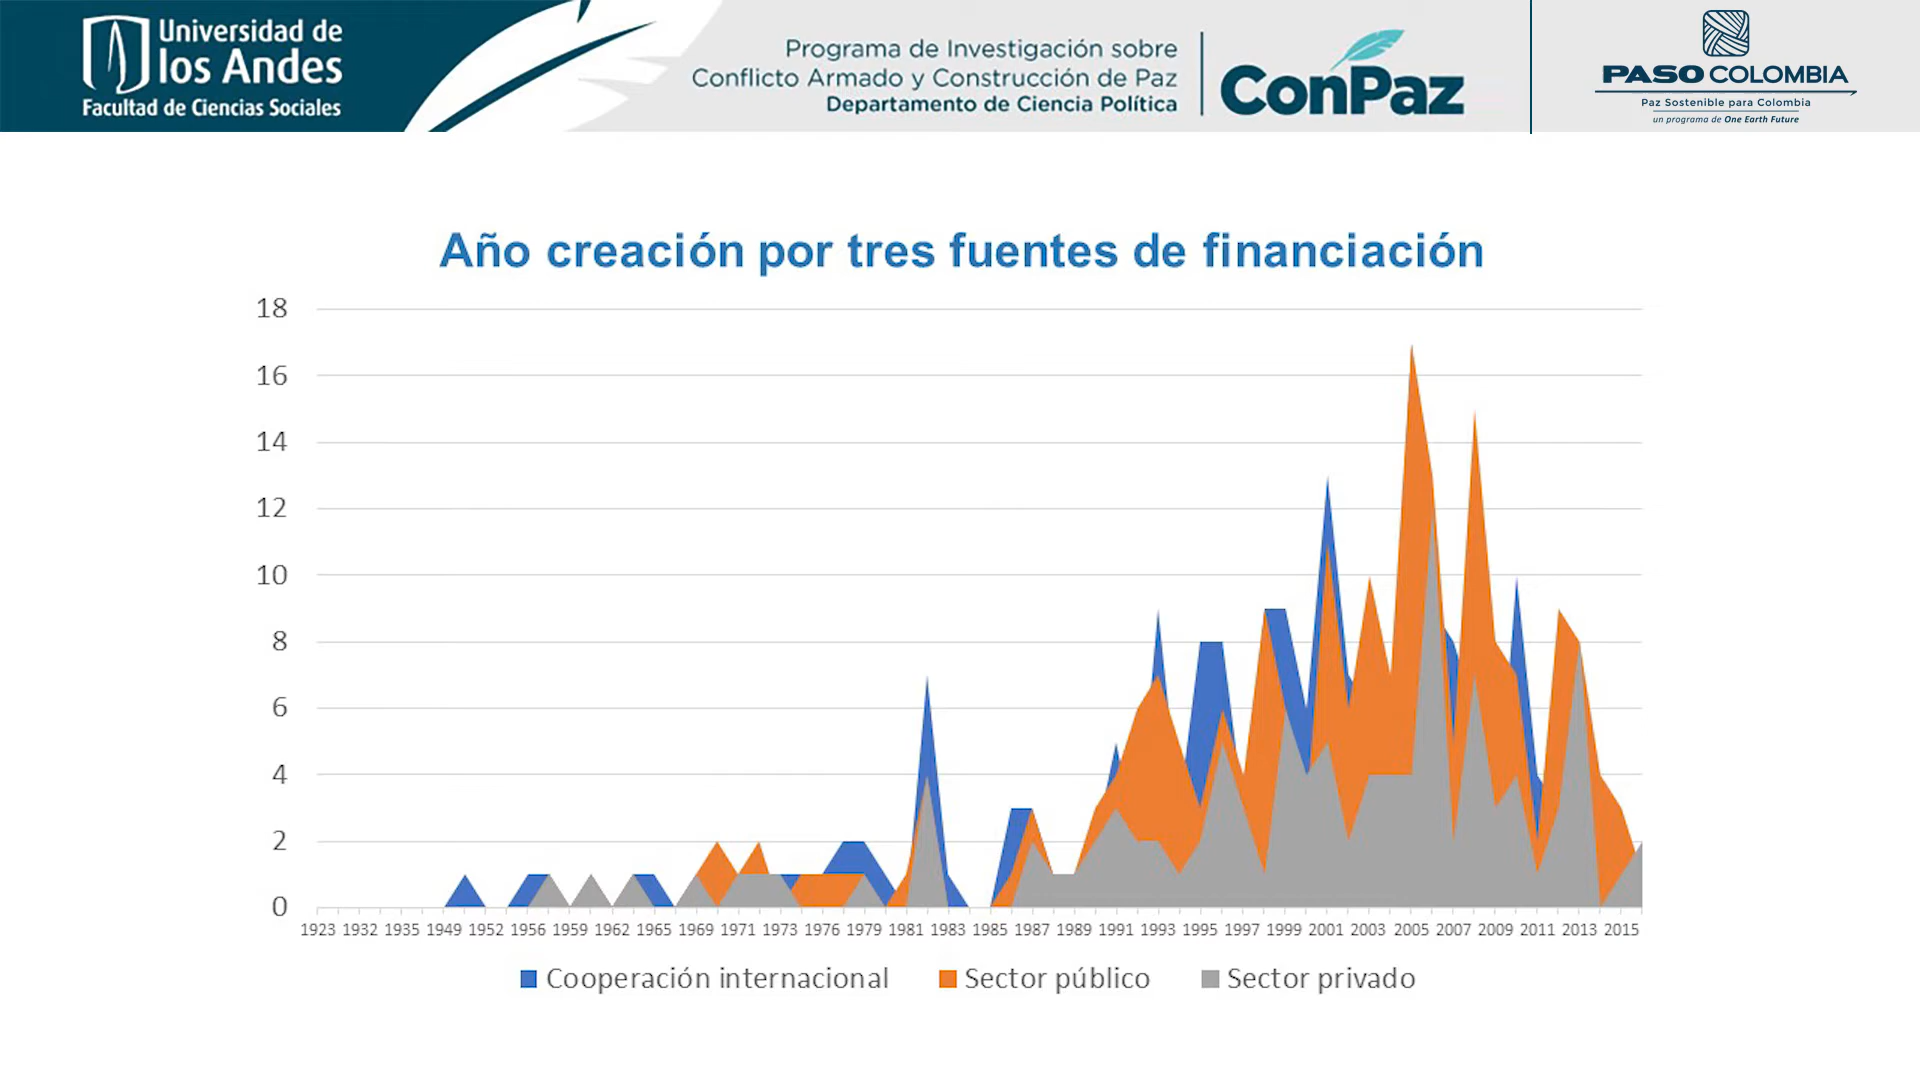 Universidad de
los Andes
Facultad de Ciencias Sociales
Programa de Investigación sobre
Conflicto Armado y Construcción de Paz
Departamento de Ciencia Política
ConPaz
PASO COLOMBIA
Paz Sostenible para Colombia
un programa de One Earth Future
Año creación por tres fuentes de financiación
18
16
14
12
10
8
6
4
2
0
1923 1932 1935 1949 1952 1956 1959 1962 1965 1969 1971 1973 1976 1979 1981 1983 1985 1987 1989 1991 1993 1995 1997 1999 2001 2003 2005 2007 2009 2011 2013 2015
Cooperación internacional Sector público Sector privado